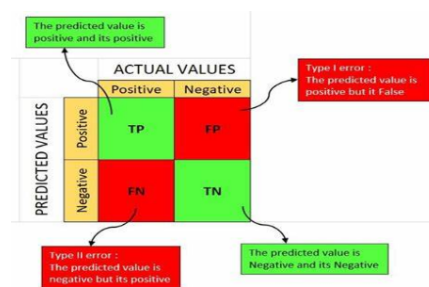 The predicted value is
positive and its positive
ACTUAL VALUES
Positive Negative
Type I error :
The predicted value is
positive but it False
PREDICTED VALUES
Positive
TP
FP
Negative
FN
TN
Type II error :
The predicted value is
negative but its positive
The predicted value is
Negative and its Negative